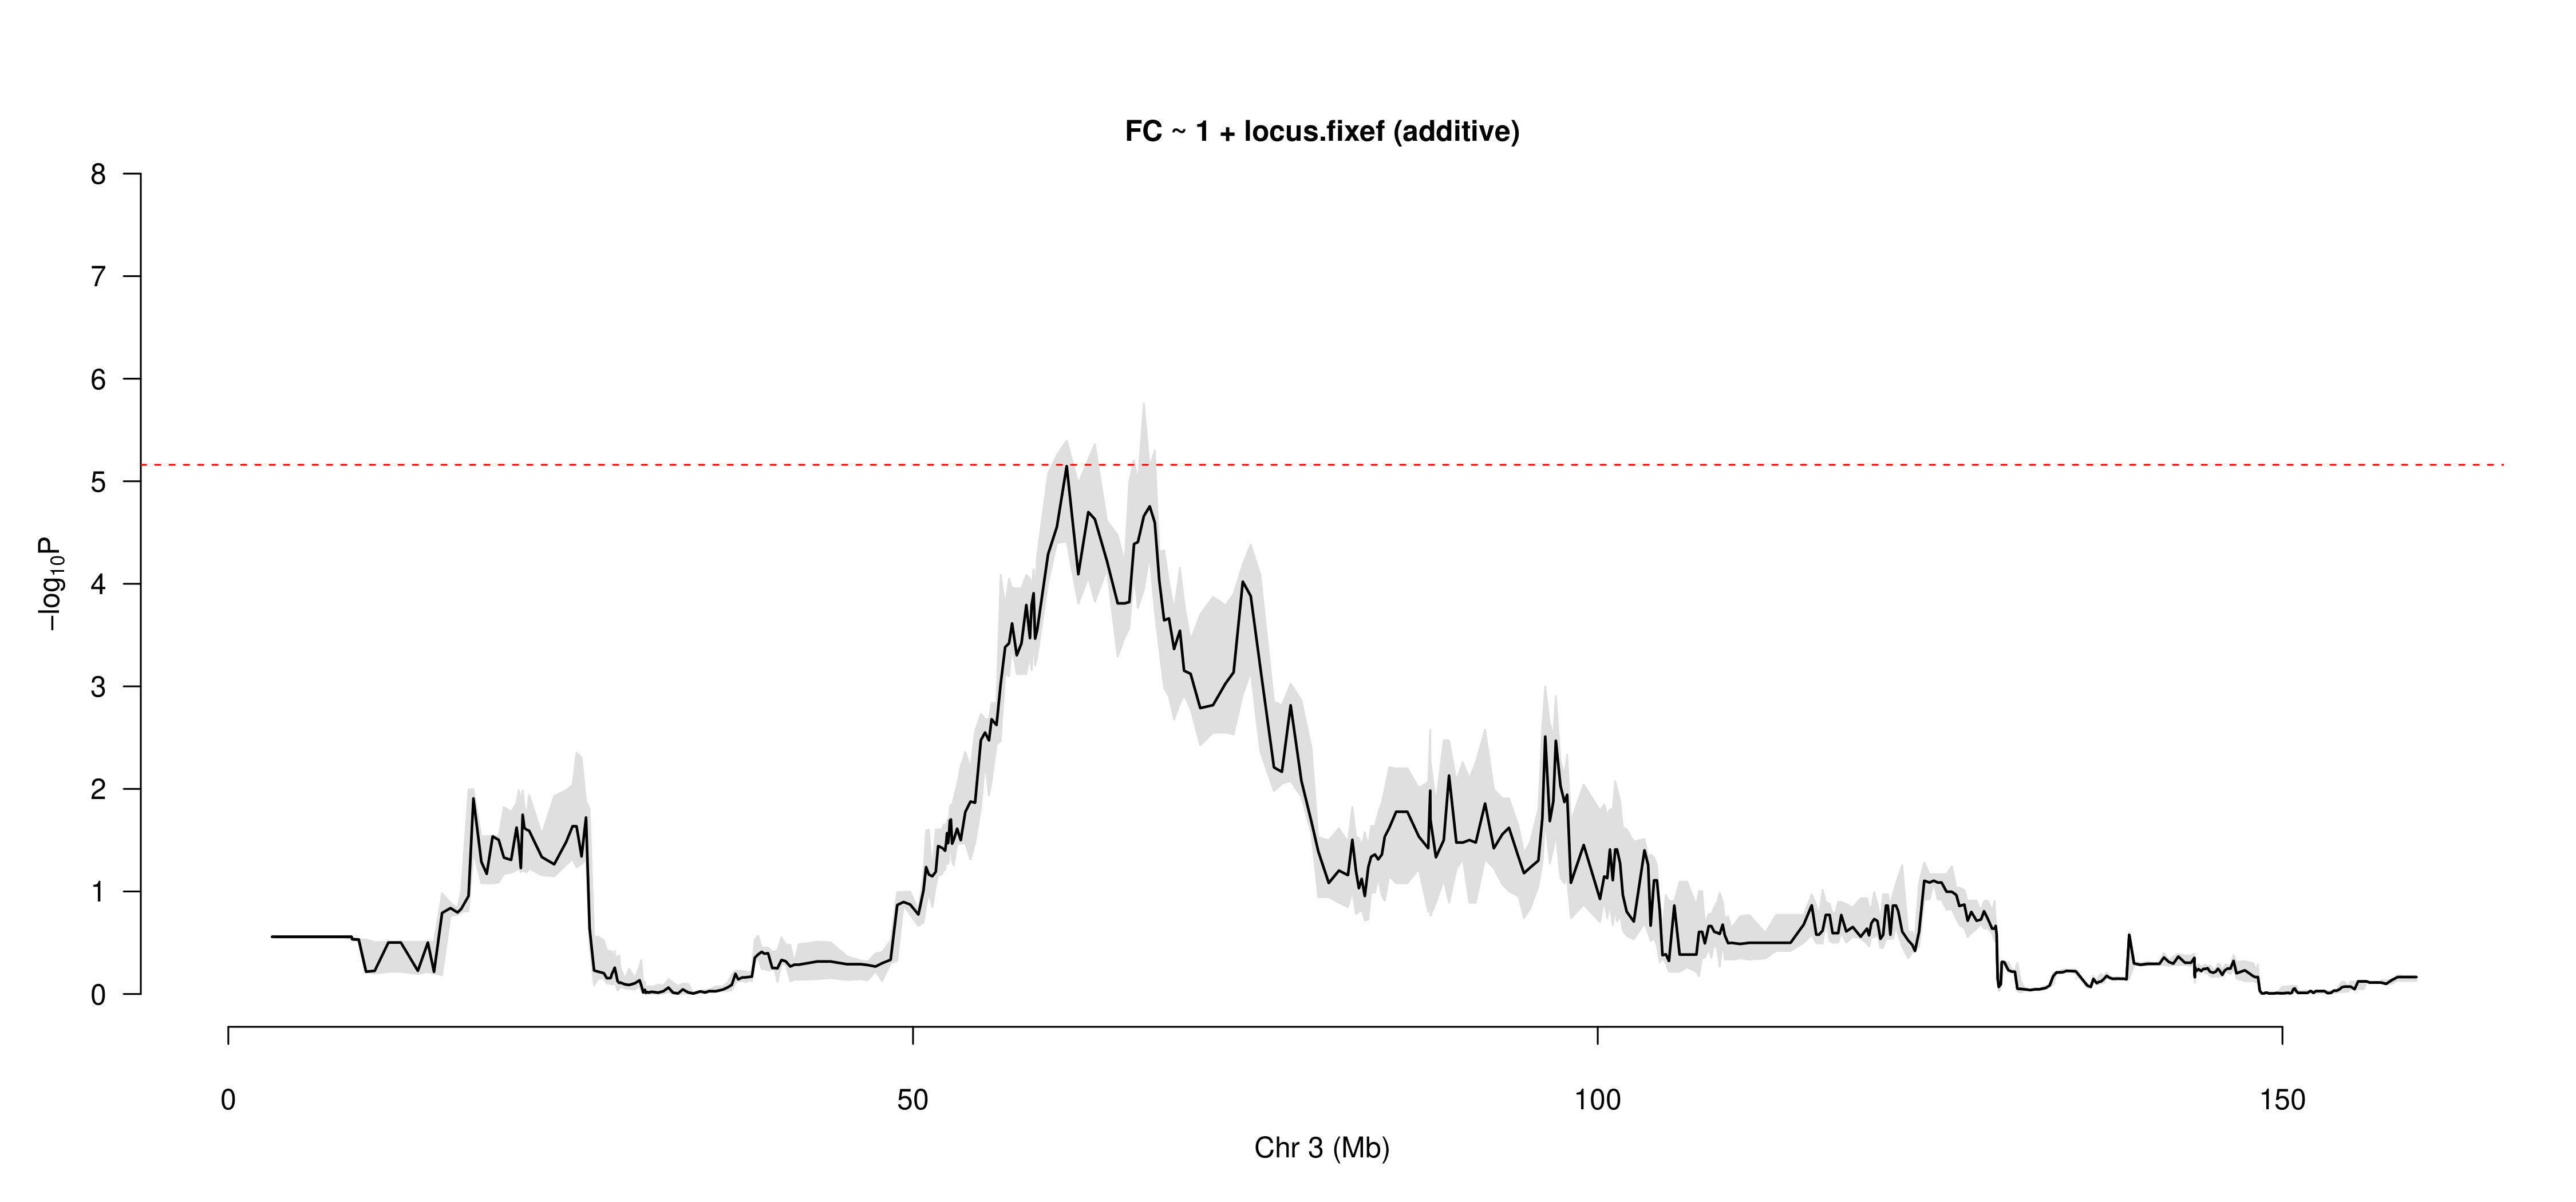 FC ~ 1 + locus.fixef (additive)
8
7
6
5
4
3
2
1
0
−log10P
0 50 100 150
Chr 3 (Mb)